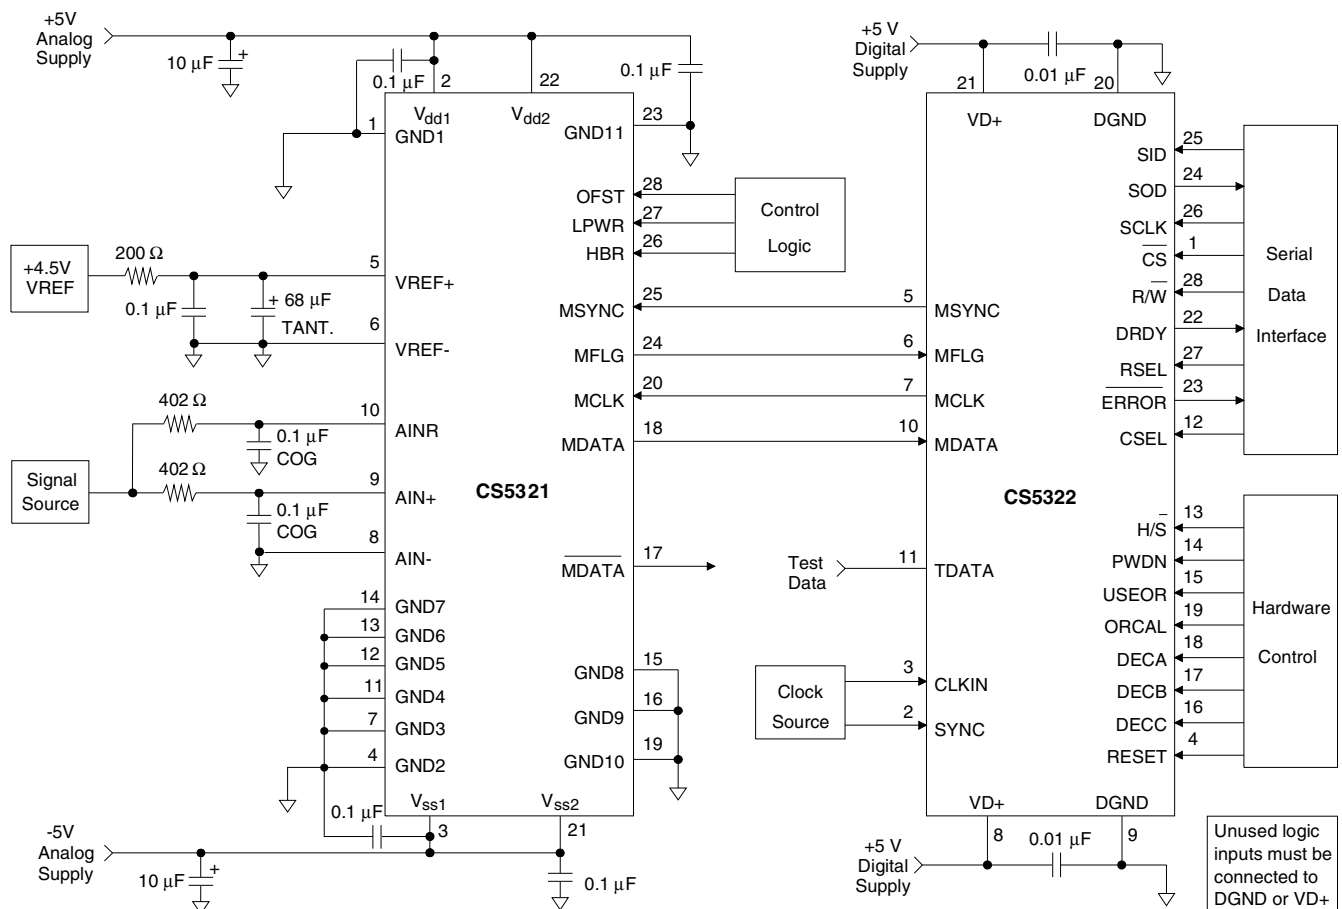 +5V
Analog
Supply
10 µF
+
0.1 µF
2
22
0.1 µF
1
Vdd1
Vdd2
GND1
GND11
23
OFST
28
LPWR
27
HBR
26
Control
Logic
+4.5V
VREF
200 Ω
0.1 µF
+ 68 µF
TANT.
5
VREF+
6
VREF-
MSYNC
25
MFLG
24
MCLK
20
MDATA
18
402 Ω
10
AINR
0.1 µF
COG
Signal
Source
402 Ω
9
AIN+
0.1 µF
COG
8
AIN-
CS5321
MDATA
17
14
GND7
13
GND6
12
GND5
11
GND4
7
GND3
4
GND2
GND8
15
GND9
16
GND10
19
Vss1
Vss2
0.1 µF
3
21
-5V
Analog
Supply
10 µF
+
0.1 µF
+5 V
Digital
Supply
0.01 µF
21
20
VD+
DGND
SID
25
SOD
24
SCLK
26
CS
1
R/W
28
DRDY
22
RSEL
27
ERROR
23
CSEL
12
Serial
Data
Interface
5
MSYNC
6
MFLG
7
MCLK
10
MDATA
CS5322
Test
Data
11
TDATA
Clock
Source
3
CLKIN
2
SYNC
H/S
13
PWDN
14
USEOR
15
ORCAL
19
DECA
18
DECB
17
DECC
16
RESET
4
Hardware
Control
VD+
DGND
8
9
+5 V
Digital
Supply
0.01 µF
Unused logic
inputs must be
connected to
DGND or VD+